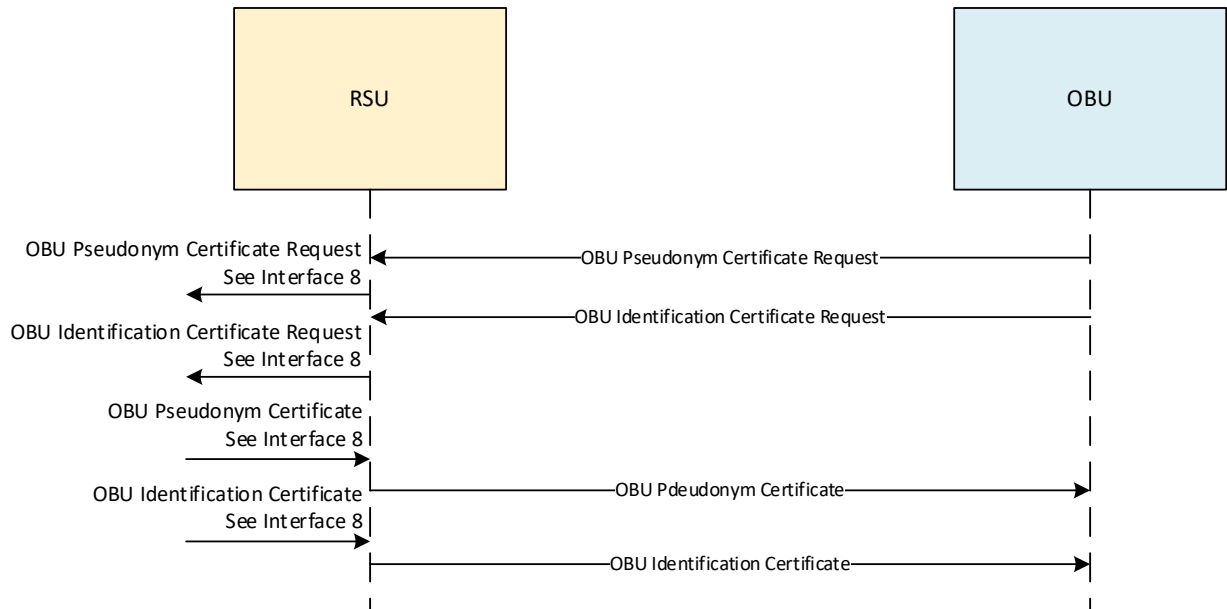 RSU
OBU
OBU Pseudonym Certificate Request
See Interface 8
OBU Pseudonym Certificate Request
OBU Identification Certificate Request
OBU Identification Certificate Request
See Interface 8
OBU Pseudonym Certificate
See Interface 8
OBU Pdeudonym Certificate
OBU Identification Certificate
See Interface 8
OBU Identification Certificate